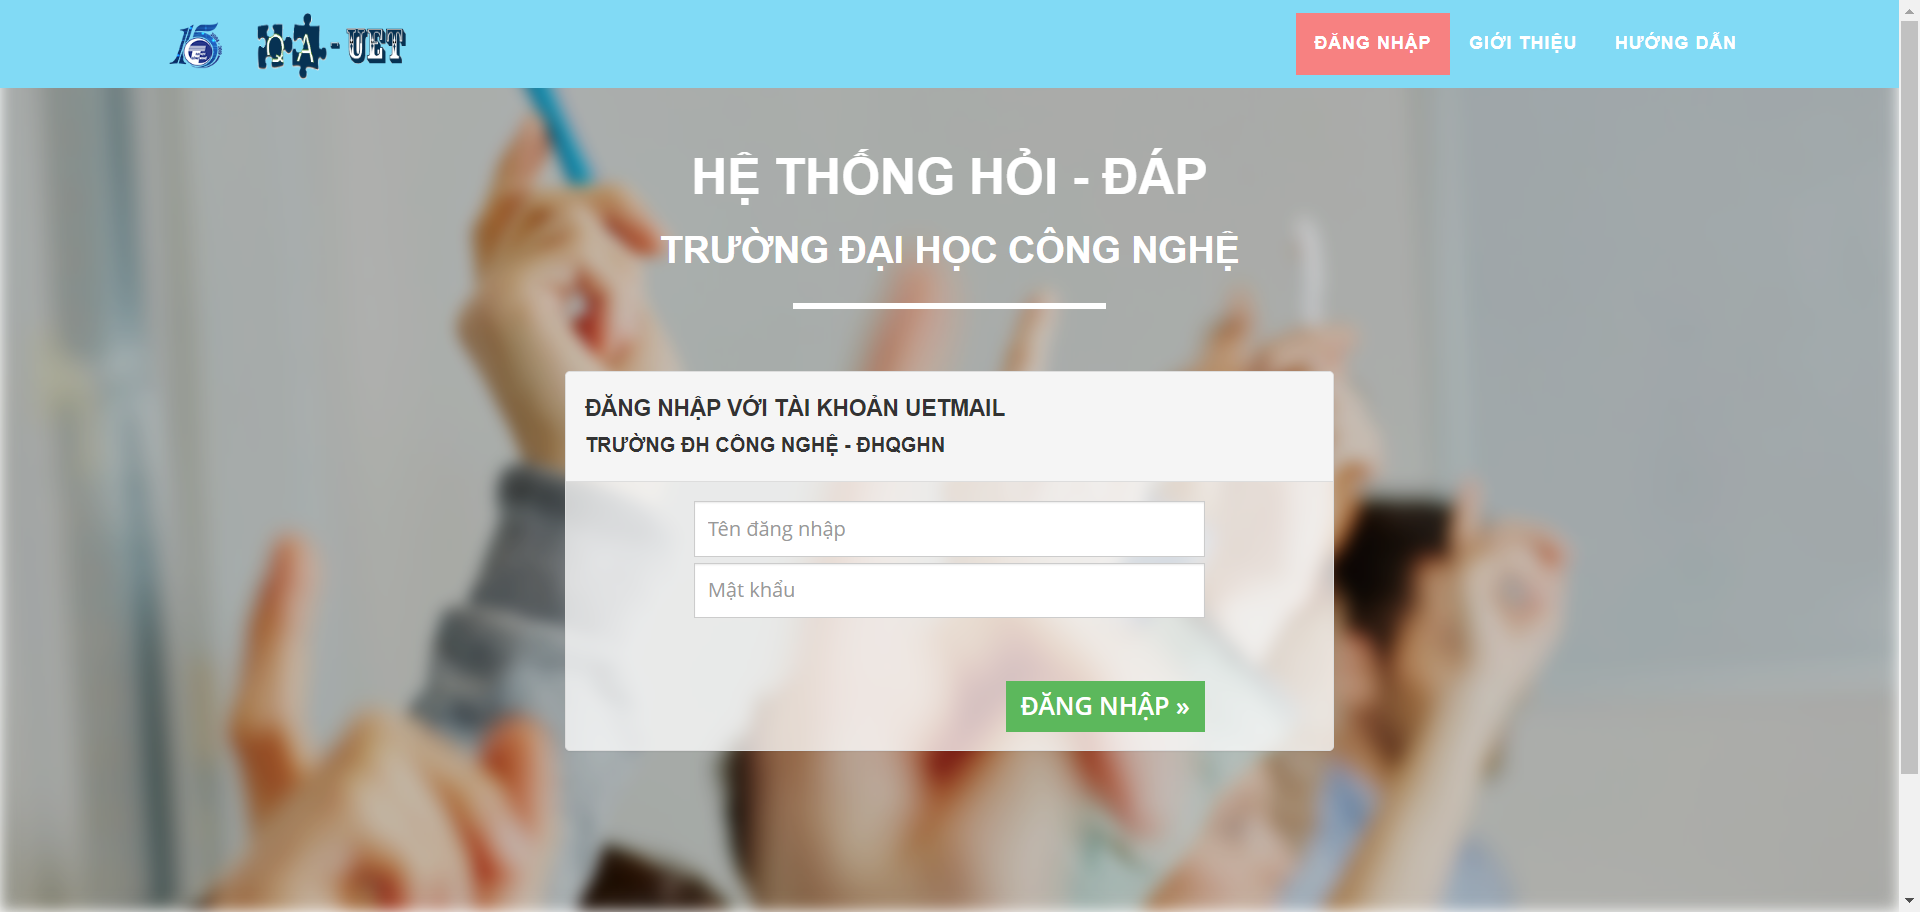 15
QA - UET
ĐĂNG NHẬP
GIỚI THIỆU
HƯỚNG DẪN
HỆ THỐNG HỎI - ĐÁP
TRƯỜNG ĐẠI HỌC CÔNG NGHỆ
ĐĂNG NHẬP VỚI TÀI KHOẢN UETMAIL
TRƯỜNG ĐH CÔNG NGHỆ - ĐHQGHN
Tên đăng nhập
Mật khẩu
ĐĂNG NHẬP »